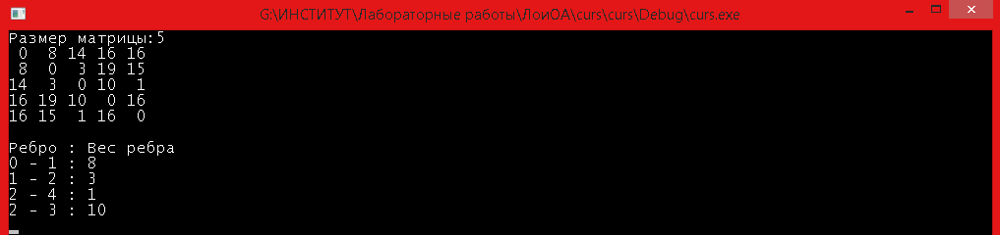 G:\ИНСТИТУТ\Лабораторные работы\ЛоиОА\curs\curs\Debug\curs.exe
Размер матрицы:5
0 8 14 16 16
8 0 3 19 15
14 3 0 10 1
16 19 10 0 16
16 15 1 16 0
Ребро : Вес ребра
0 - 1 : 8
1 - 2 : 3
2 - 4 : 1
2 - 3 : 10